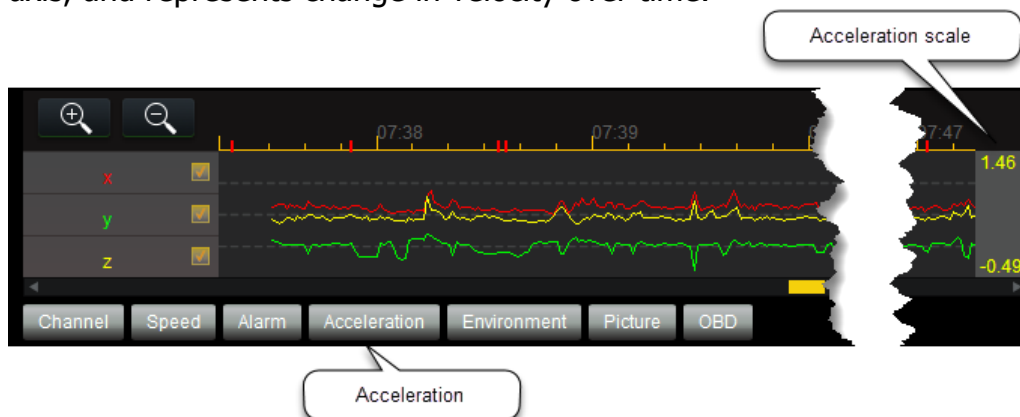 axis, and represents change in velocity over time.
Acceleration scale
07:38 07:39 7:47
x 1.46
y
z -0.49
Channel Speed Alarm Acceleration Environment Picture OBD
Acceleration